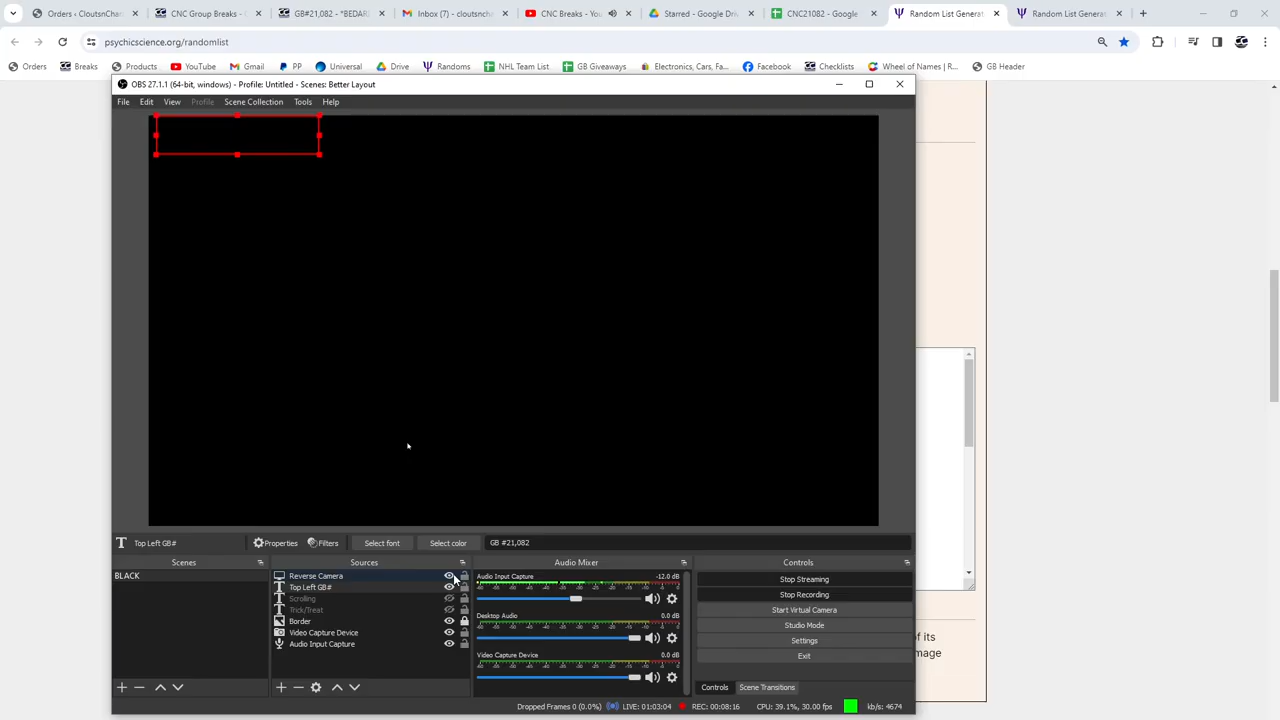 Orders · CloutsnCha
CNC Group Breaks -
GB#21,082 - *BEDAR
Inbox () - cloutsnch
CNC Breaks - You
Starred - Google Dri
CNC21082 - Google
Random List Generat
Random List Generat
psychicscience.org/randomlist
Orders
Breaks
Products
YouTube
Gmail
PP
Universal
Drive
Randoms
NHL Team List
GB Giveaways
Electronics, Cars, Fa...
Facebook
Checklists
Wheel of Names | R...
GB Header
OBS 27.1.1 (64-bit, windows) - Profile: Untitled - Scenes: Better Layout
File Edit View Profile Scene Collection Tools Help
Top Left GB#
Properties
Filters
Select font
Select color
GB #21,082
Scenes
BLACK
Sources
Reverse Camera
Top Left GB#
Scrolling
Trick/Treat
Border
Video Capture Device
Audio Input Capture
Audio Mixer
Audio Input Capture -12.0 dB
Desktop Audio 0.0 dB
Video Capture Device 0.0 dB
Controls
Stop Streaming
Stop Recording
Start Virtual Camera
Studio Mode
Settings
Exit
Controls
Scene Transitions
of its
mage
Dropped Frames 0 (0.0%)
LIVE: 01:03:04
REC: 00:08:16
CPU: 39.1%, 30.00 fps
kb/s: 4674